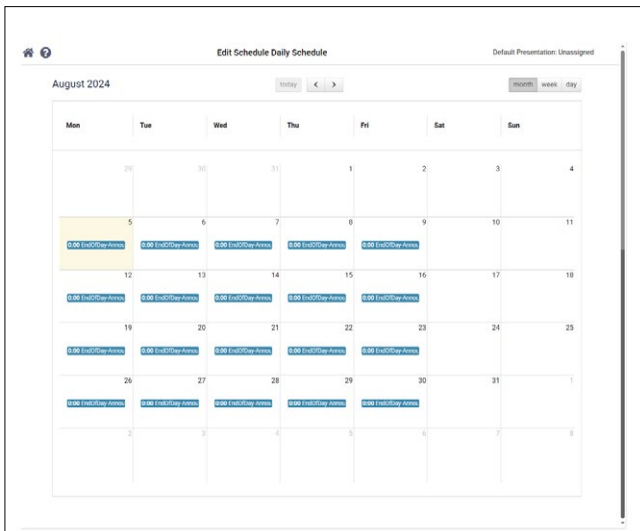 Edit Schedule Daily Schedule Default Presentation: Unassigned
August 2024 today < > month week day
Mon Tue Wed Thu Fri Sat Sun
29 30 31 1 2 3 4
5 6 7 8 9 10 11
0:00 EndOfDay-Annou 0:00 EndOfDay-Annou 0:00 EndOfDay-Annou 0:00 EndOfDay-Annou 0:00 EndOfDay-Annou
12 13 14 15 16 17 18
0:00 EndOfDay-Annou 0:00 EndOfDay-Annou 0:00 EndOfDay-Annou 0:00 EndOfDay-Annou 0:00 EndOfDay-Annou
19 20 21 22 23 24 25
0:00 EndOfDay-Annou 0:00 EndOfDay-Annou 0:00 EndOfDay-Annou 0:00 EndOfDay-Annou 0:00 EndOfDay-Annou
26 27 28 29 30 31 1
0:00 EndOfDay-Annou 0:00 EndOfDay-Annou 0:00 EndOfDay-Annou 0:00 EndOfDay-Annou 0:00 EndOfDay-Annou
2 3 4 5 6 7 8